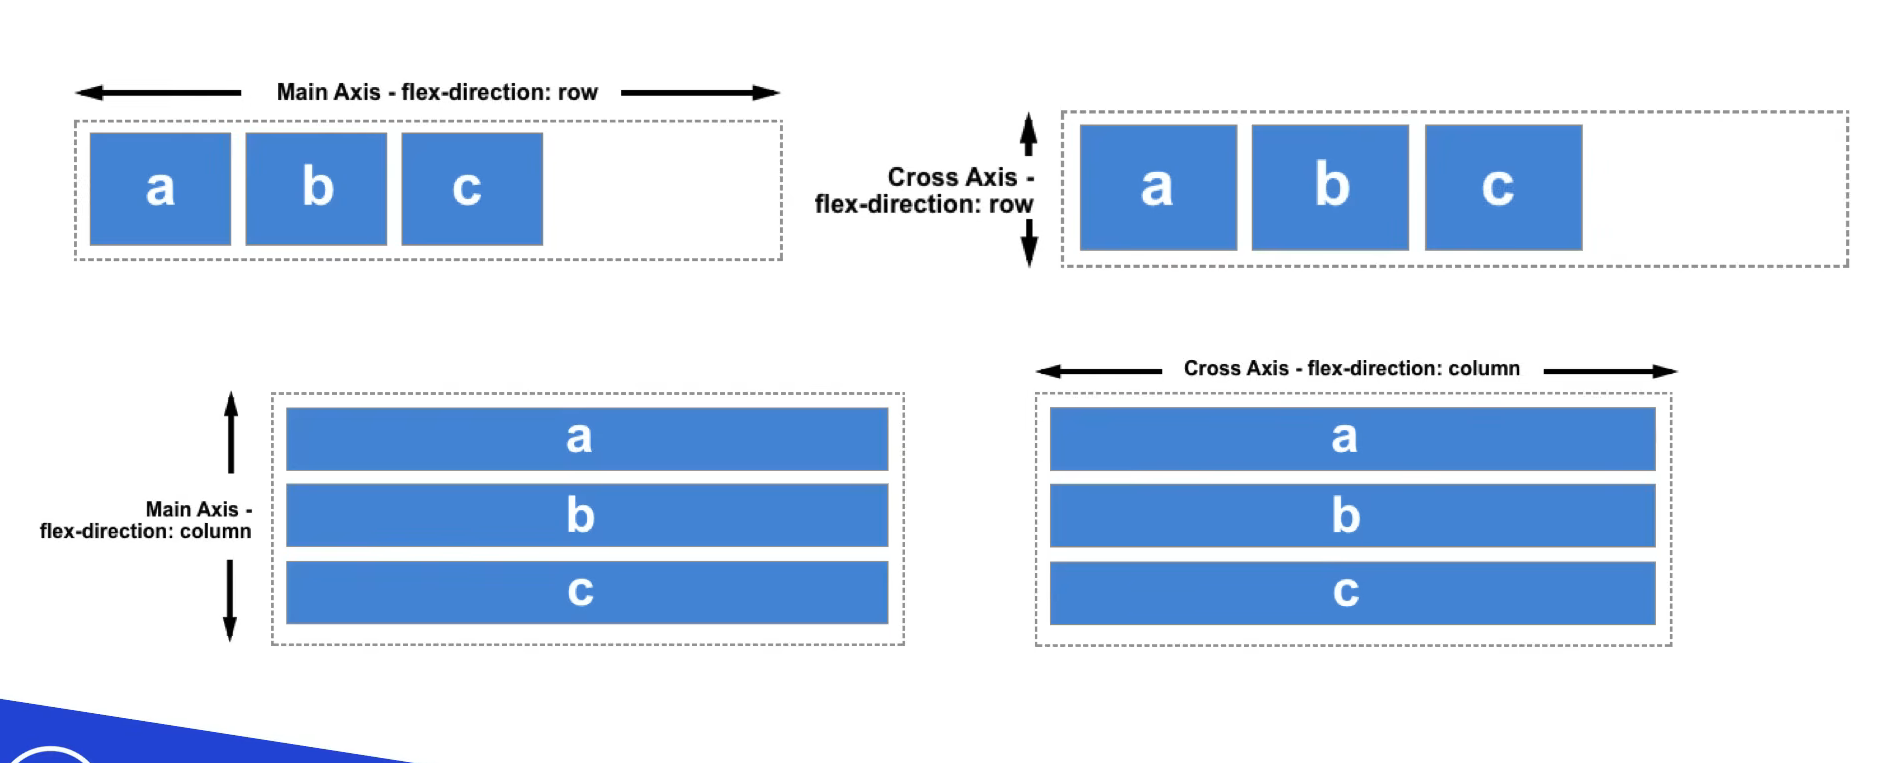 Main Axis - flex-direction: row
a b c
Cross Axis -
flex-direction: row
a b c
Main Axis -
flex-direction: column
a
b
c
Cross Axis - flex-direction: column
a
b
c